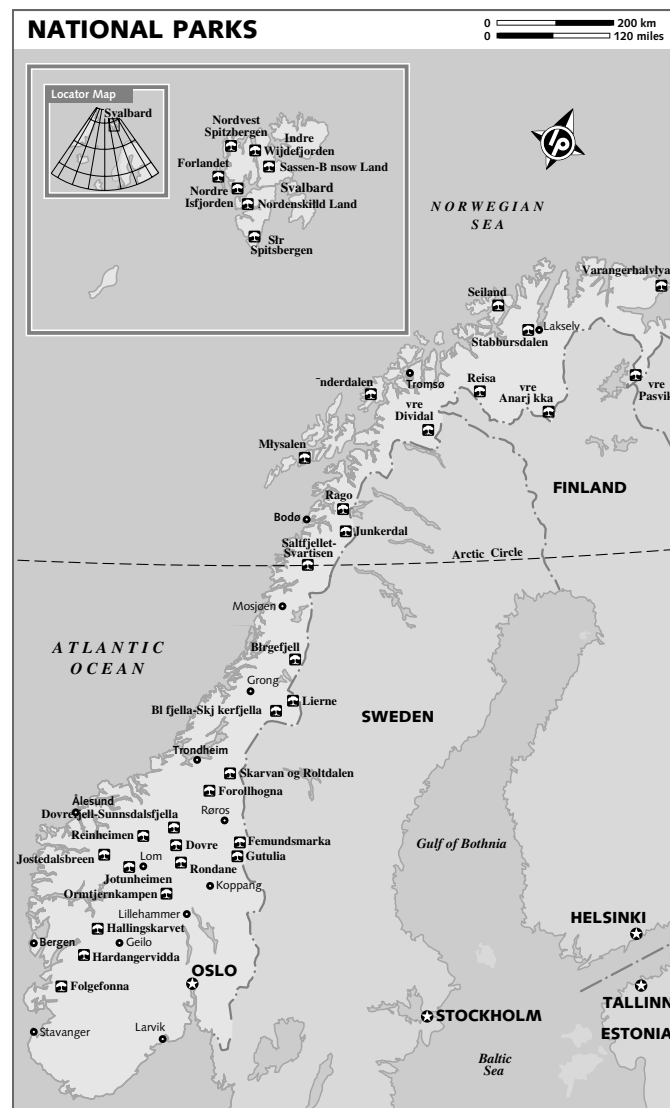 NATIONAL PARKS
0 200 km
0 120 miles
Locator Map
Svalbard
Nordvest
Spitzbergen
Indre
Wijdefjorden
Forlandet
Sassen-B nsow Land
Nordre
Isfjorden
Svalbard
Nordenskilld Land
Słr
Spitsbergen
NORWEGIAN
SEA
Varangerhalvłya
Seiland
Laksely
Stabbursdalen
¯nderdalen
Tromsø
Reisa
vre
Anarj kka
vre
Pasvik
vre
Dividal
Młysalen
FINLAND
Rago
Bodø
Junkerdal
Saltfjellet-
Svartisen
Arctic Circle
Mosjøen
ATLANTIC
OCEAN
Błrgefjell
Grong
Lierne
Bl fjella-Skj kerfjella
SWEDEN
Trondheim
Skarvan og Roltdalen
Forollhogna
Ålesund
Dovrefjell-Sunnsdalsfjella
Røros
Reinheimen
Dovre
Femundsmarka
Gulf of Bothnia
Jostedalsbreen
Lom
Gutulia
Jotunheimen
Rondane
Ormtjernkampen
Koppang
Lillehammer
HELSINKI
Hallingskarvet
Bergen
Geilo
Hardangervidda
OSLO
Folgefonna
TALLINN
STOCKHOLM
ESTONIA
Stavanger
Larvik
Baltic
Sea